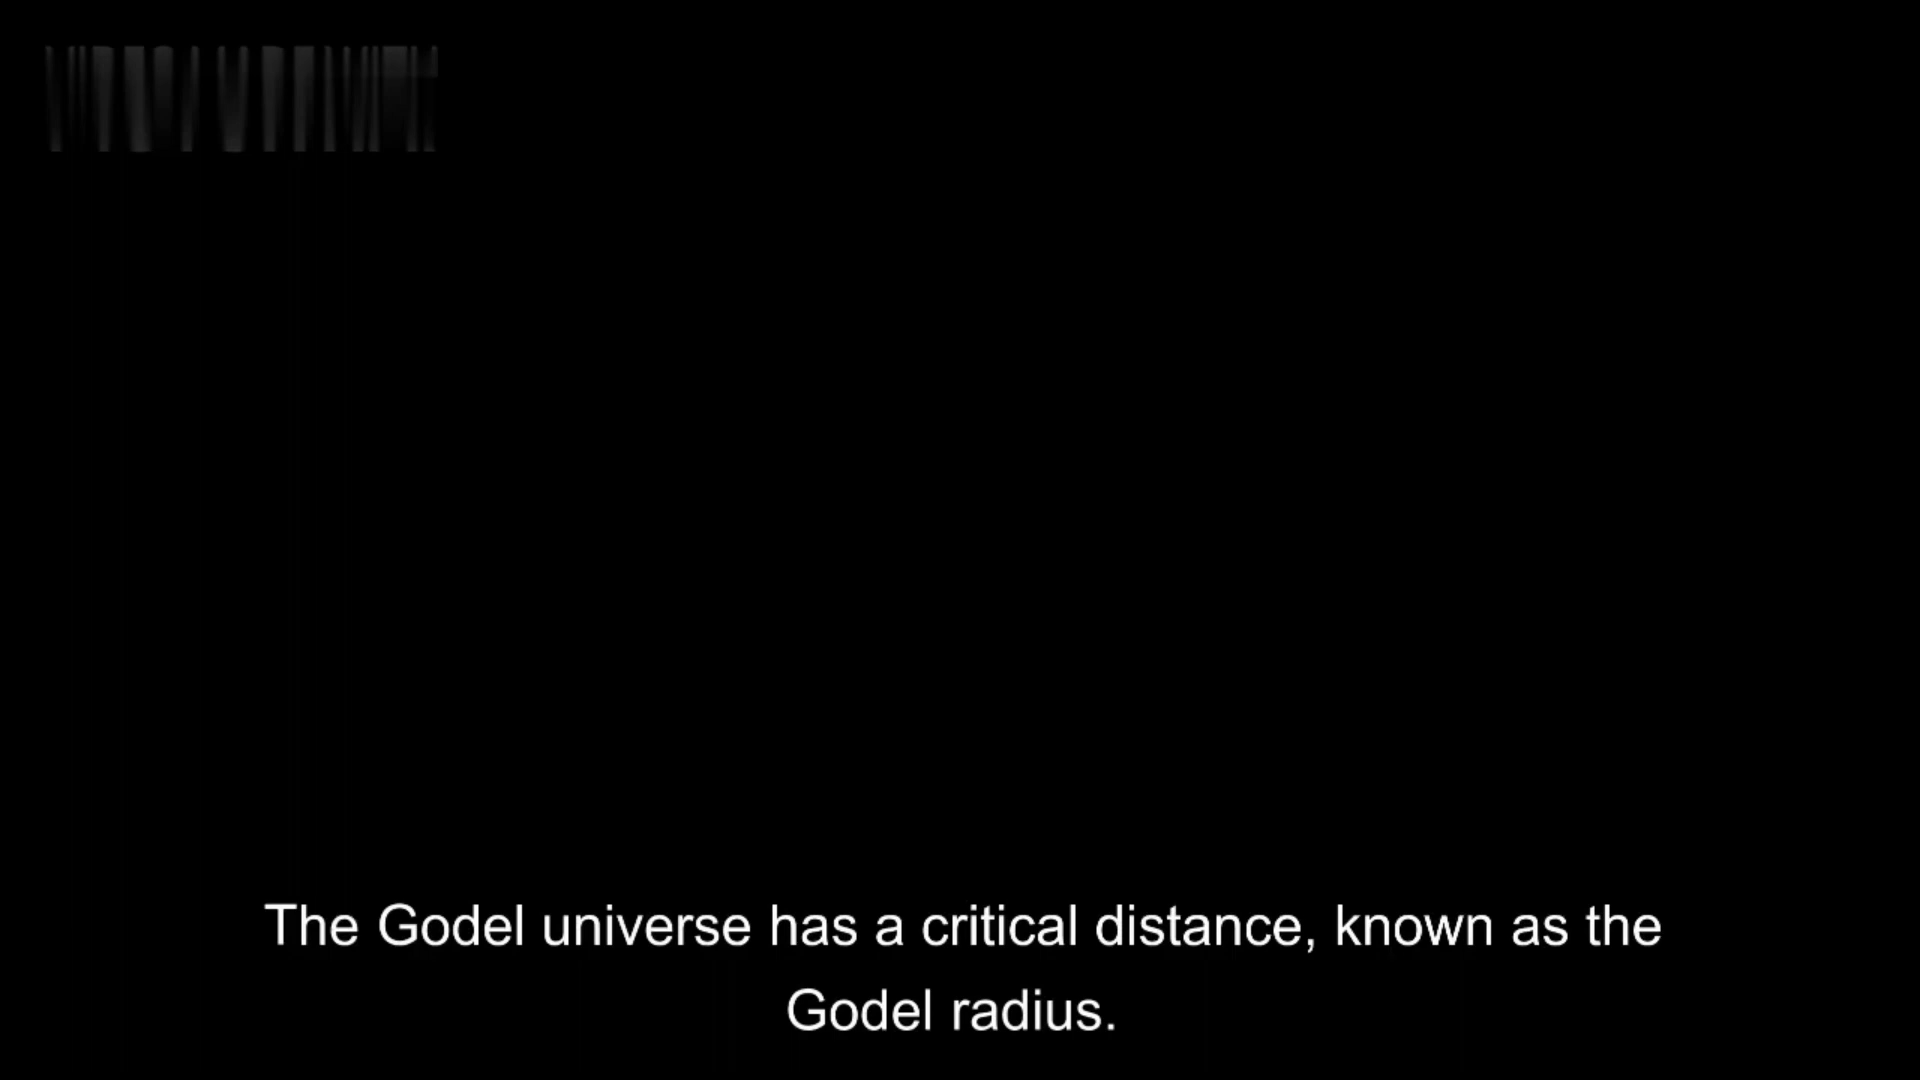 The Godel universe has a critical distance, known as the
Godel radius.